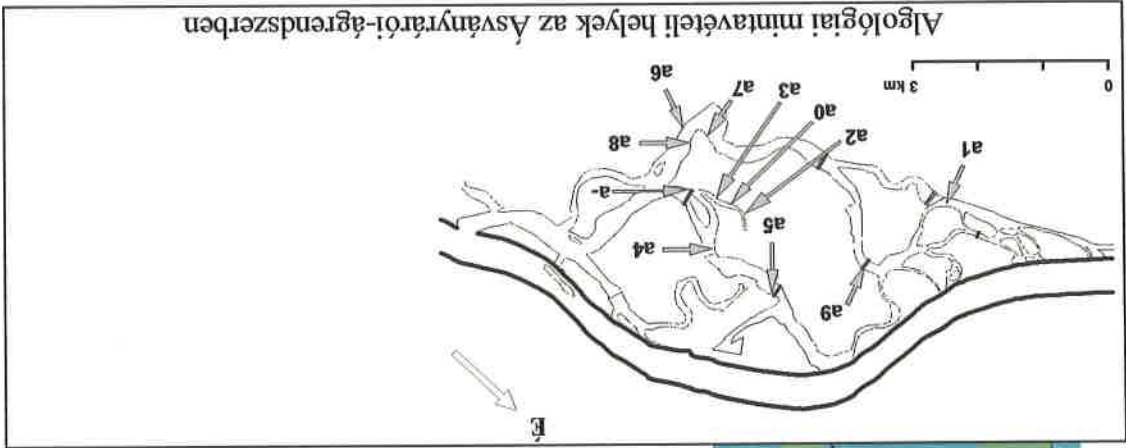 Algológiai mintavételi helyek az Ásványrárói-ágrendszerben
0 3 km
a6
a7
a3
a0
a2
a1
a8
a-
a5
a4
a9
É